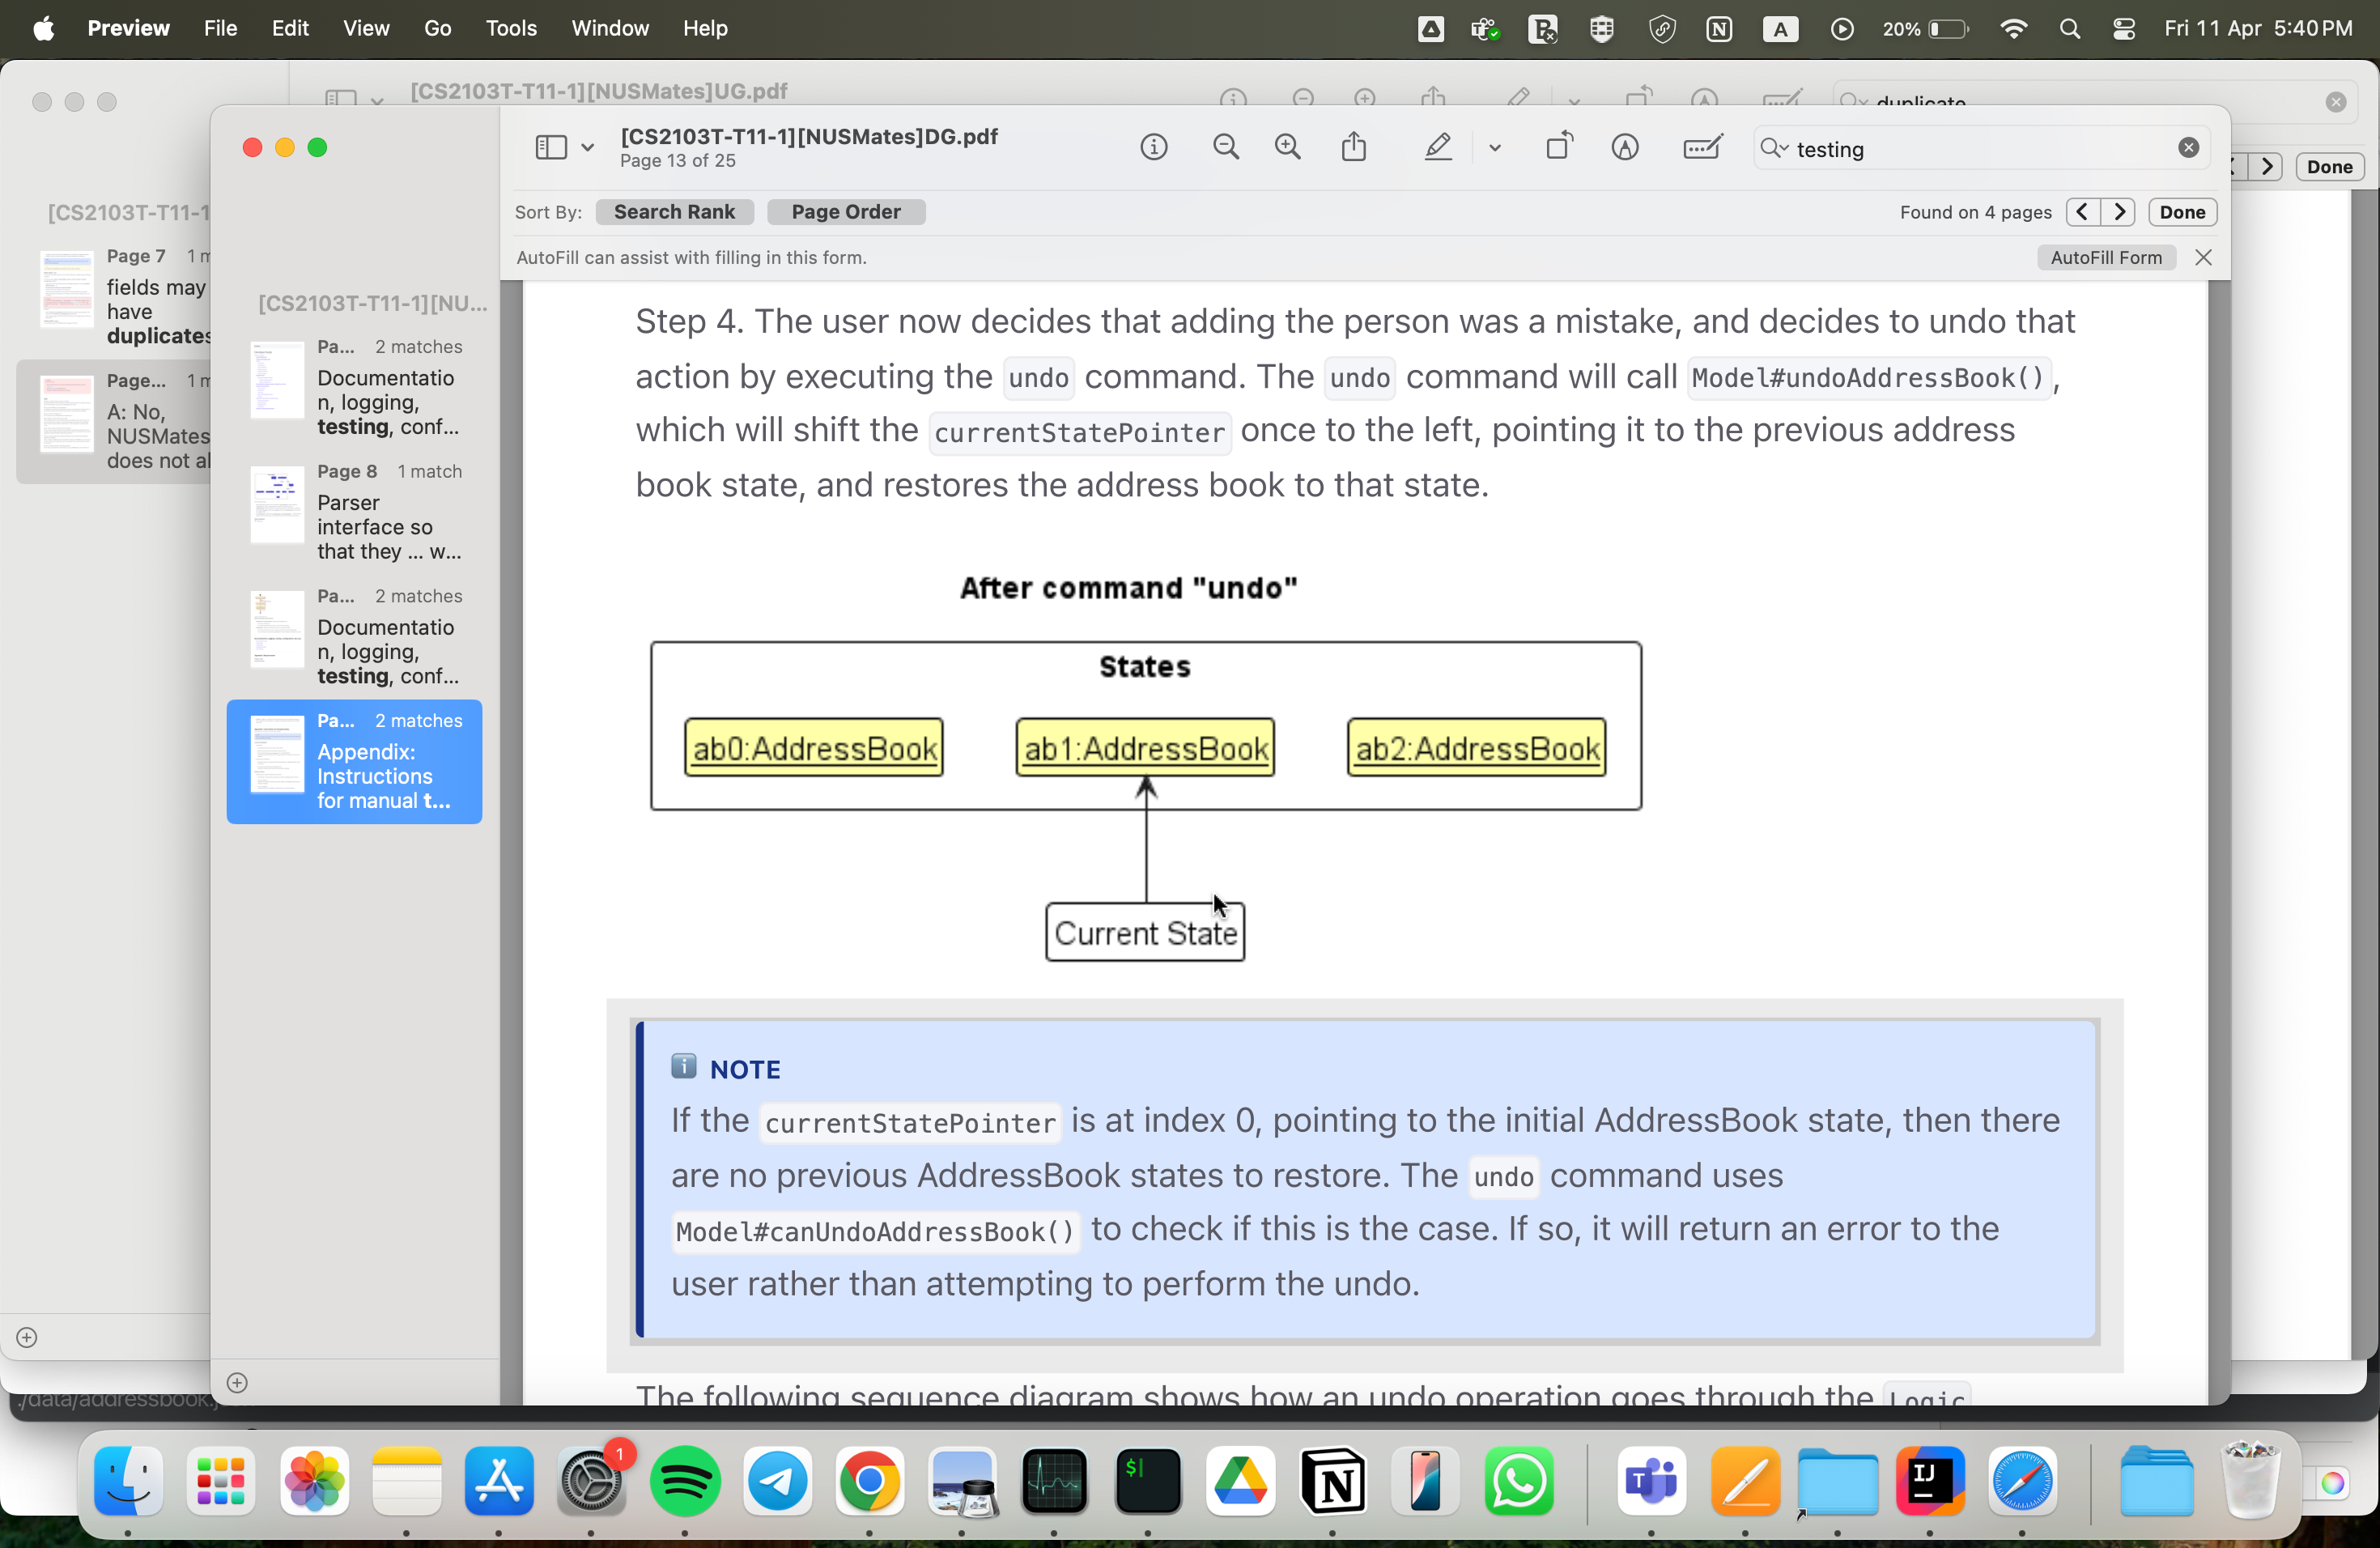 Preview File Edit View Go Tools Window Help
20% Fri 11 Apr 5:40 PM
[CS2103T-T11-1][NUSMates]UG.pdf
duplicate
Done
[CS2103T-T11-1
Page 7 1 m
fields may
have
duplicates
Page... 1 m
A: No,
NUSMates
does not al
[CS2103T-T11-1][NUSMates]DG.pdf
Page 13 of 25
testing
Sort By: Search Rank Page Order
Found on 4 pages Done
AutoFill can assist with filling in this form.
AutoFill Form
[CS2103T-T11-1][NU...
Pa... 2 matches
Documentatio
n, logging,
testing, conf...
Page 8 1 match
Parser
interface so
that they ... w...
Pa... 2 matches
Documentatio
n, logging,
testing, conf...
Pa... 2 matches
Appendix:
Instructions
for manual t...
Step 4. The user now decides that adding the person was a mistake, and decides to undo that
action by executing the undo command. The undo command will call Model#undoAddressBook(),
which will shift the currentStatePointer once to the left, pointing it to the previous address
book state, and restores the address book to that state.
After command "undo"
States
ab0:AddressBook ab1:AddressBook ab2:AddressBook
Current State
NOTE
If the currentStatePointer is at index 0, pointing to the initial AddressBook state, then there
are no previous AddressBook states to restore. The undo command uses
Model#canUndoAddressBook() to check if this is the case. If so, it will return an error to the
user rather than attempting to perform the undo.
The following sequence diagram shows how an undo operation goes through the Logic
./data/addressbook.j
1